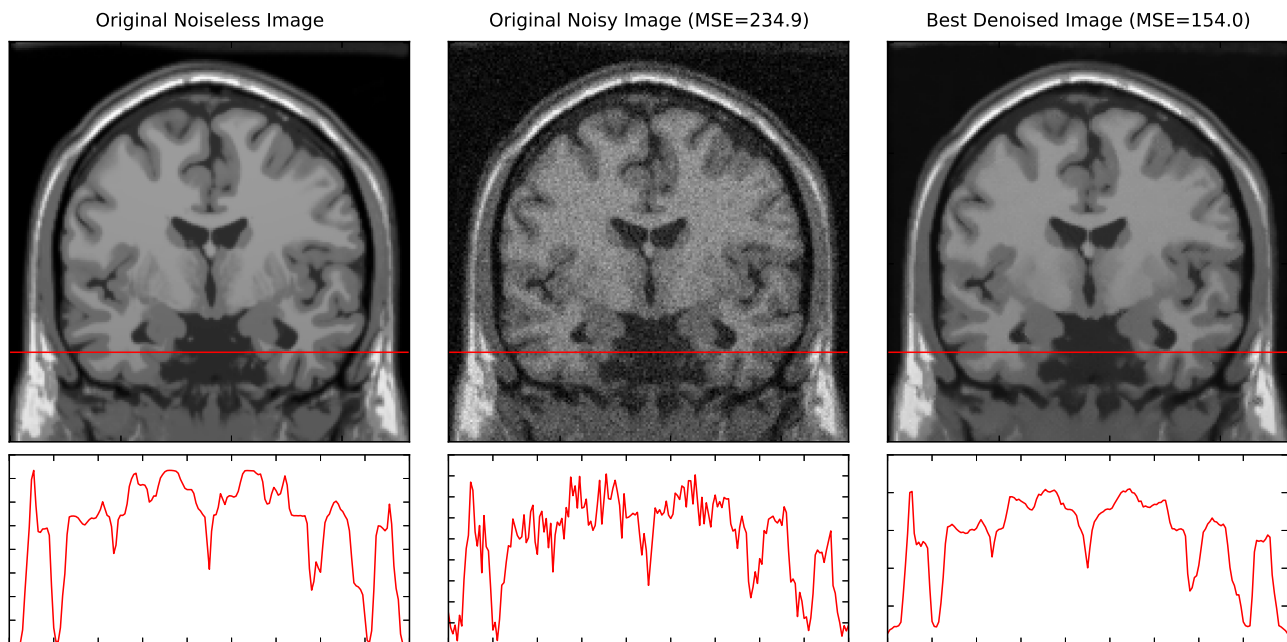 Original Noiseless Image
Original Noisy Image (MSE=234.9)
Best Denoised Image (MSE=154.0)